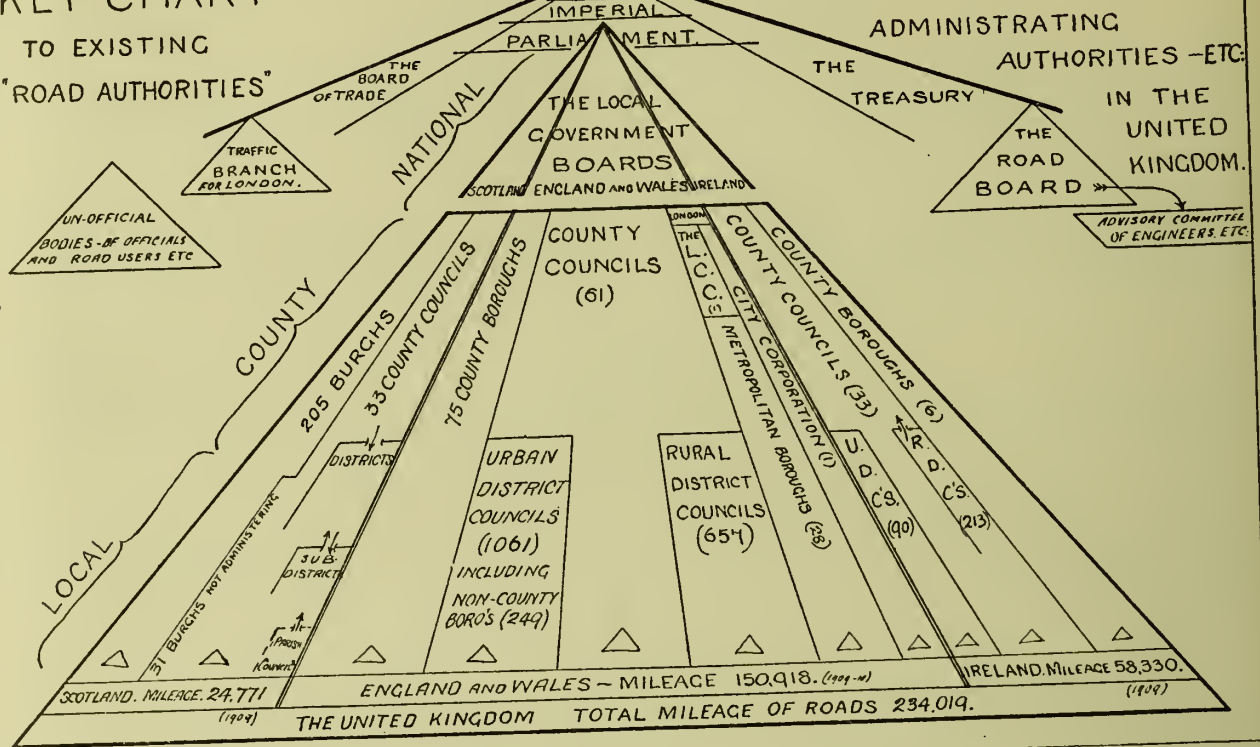 KEY CHART
TO EXISTING
"ROAD AUTHORITIES"
ADMINISTRATING
AUTHORITIES - ETC:
IN THE
UNITED
KINGDOM.
IMPERIAL
PARLIAMENT.
THE
BOARD
OF TRADE
THE
TREASURY
NATIONAL
THE LOCAL
GOVERNMENT
BOARDS
SCOTLAND ENGLAND AND WALES IRELAND
TRAFFIC
BRANCH
FOR LONDON.
THE
ROAD
BOARD
ADVISORY COMMITTEE
OF ENGINEERS. ETC:
UN-OFFICIAL
BODIES - OF OFFICIALS
AND ROAD USERS ETC
COUNTY
205 BURGHS
33 COUNTY COUNCILS
75 COUNTY BOROUGHS
COUNTY
COUNCILS
(61)
LONDON
THE
L.C.C'S
CITY CORPORATION (1)
METROPOLITAN BOROUGHS (28)
COUNTY COUNCILS (33)
COUNTY BOROUGHS (6)
LOCAL
31 BURGHS NOT ADMINISTERING
DISTRICTS
SUB-
DISTRICT
PARISH
COUNCILS
URBAN
DISTRICT
COUNCILS
(1061)
INCLUDING
NON-COUNTY
BORO'S (249)
RURAL
DISTRICT
COUNCILS
(657)
U.
D.
C'S.
(90)
R.
D.
C'S.
(213)
SCOTLAND. MILEAGE. 24,771
(1909)
ENGLAND AND WALES ~ MILEAGE 150,918. (1909-10)
IRELAND. MILEAGE 58,330.
(1909)
THE UNITED KINGDOM TOTAL MILEAGE OF ROADS 234,019.